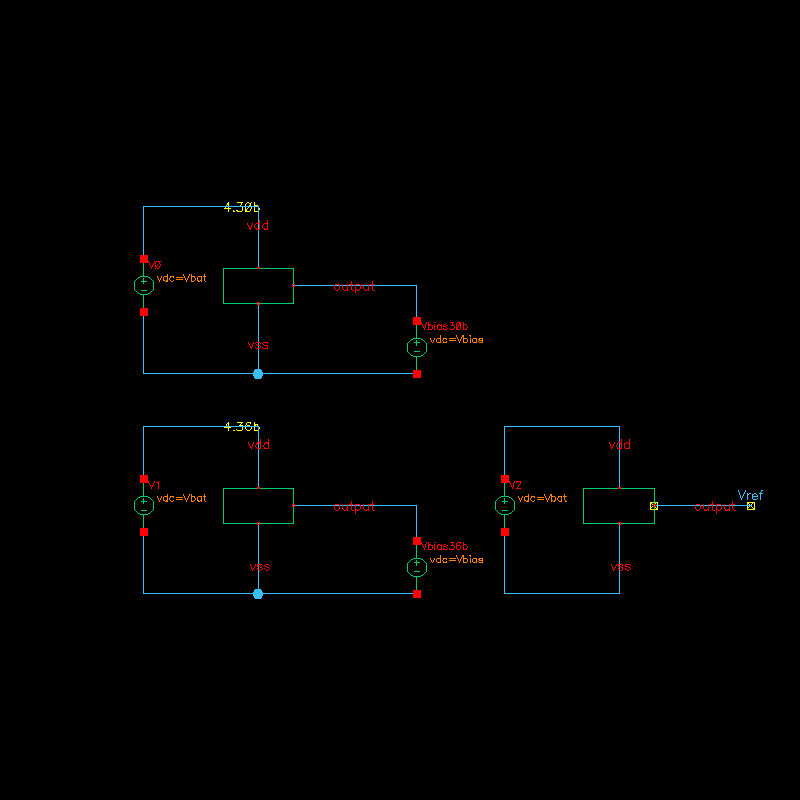 4.30b
vdd
V0
vdc=Vbat
output
Vbias30b
vdc=Vbias
vss
4.36b
vdd
V1
vdc=Vbat
output
Vbias36b
vdc=Vbias
vss
vdd
V2
vdc=Vbat
Vref
output
vss